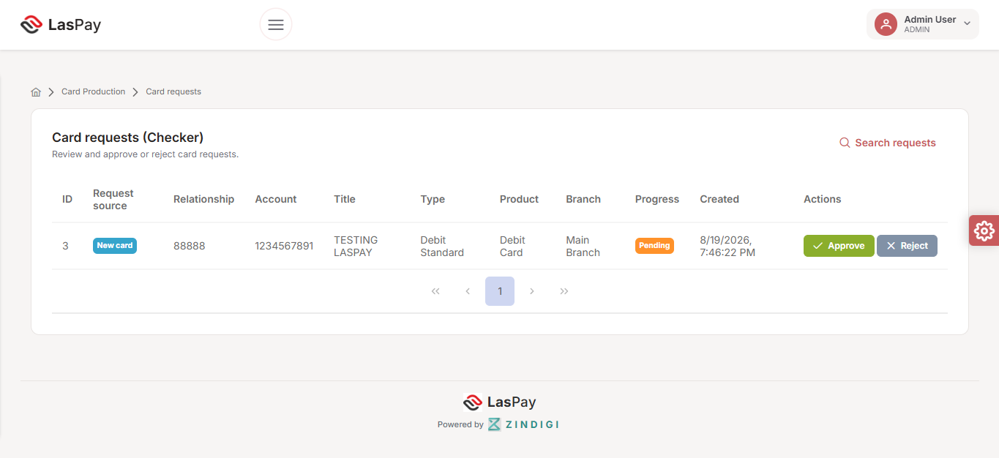 LasPay
Admin User
ADMIN
Card Production
Card requests
Card requests (Checker)
Review and approve or reject card requests.
Search requests
ID
Request
source
Relationship
Account
Title
Type
Product
Branch
Progress
Created
Actions
3
New card
88888
1234567891
TESTING
LASPAY
Debit
Standard
Debit
Card
Main
Branch
Pending
8/19/2026,
7:46:22 PM
Approve
Reject
1
LasPay
Powered by ZINDIGI